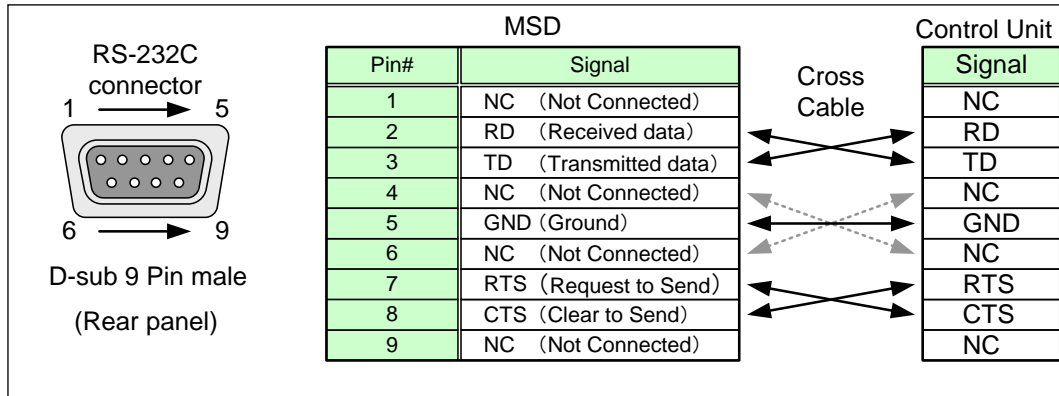 RS-232C
connector
1 5
6 9
D-sub 9 Pin male
(Rear panel)
MSD
Pin# Signal
1 NC （Not Connected）
2 RD （Received data）
3 TD （Transmitted data）
4 NC （Not Connected）
5 GND（Ground）
6 NC （Not Connected）
7 RTS（Request to Send）
8 CTS（Clear to Send）
9 NC （Not Connected）
Cross
Cable
Control Unit
Signal
NC
RD
TD
NC
GND
NC
RTS
CTS
NC